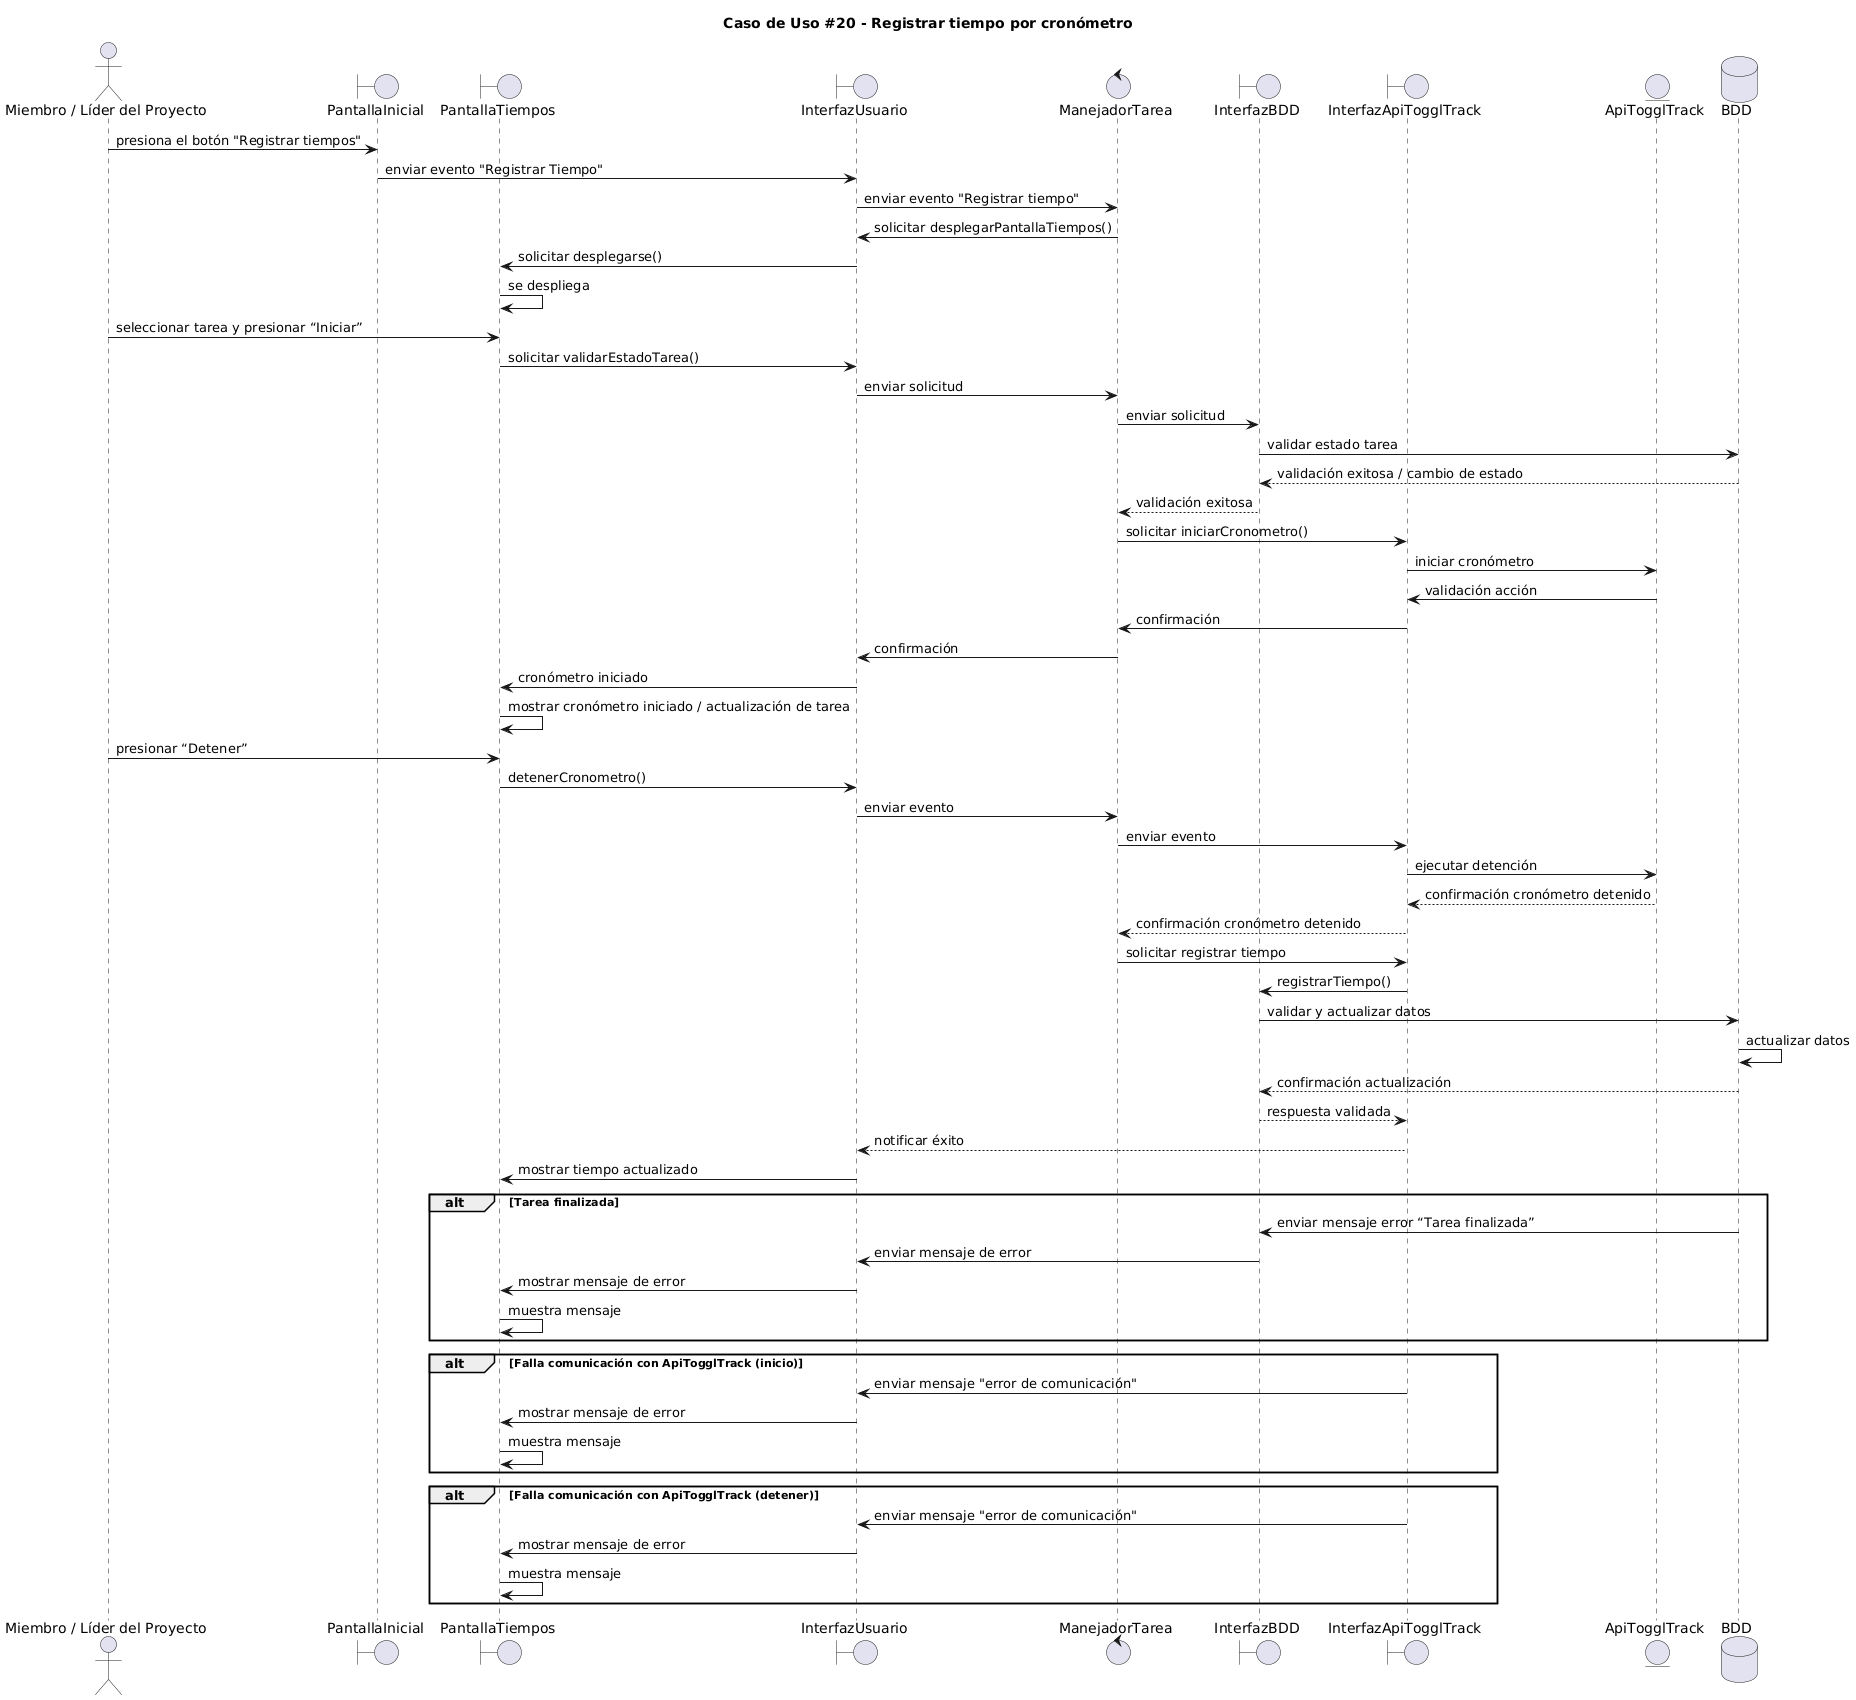 Caso de Uso #20 - Registrar tiempo por cronómetro
Miembro / Líder del Proyecto
PantallaInicial
PantallaTiempos
InterfazUsuario
ManejadorTarea
InterfazBDD
InterfazApiTogglTrack
ApiTogglTrack
BDD
presiona el botón "Registrar tiempos"
enviar evento "Registrar Tiempo"
enviar evento "Registrar tiempo"
solicitar desplegarPantallaTiempos()
solicitar desplegarse()
se despliega
seleccionar tarea y presionar “Iniciar”
solicitar validarEstadoTarea()
enviar solicitud
enviar solicitud
validar estado tarea
validación exitosa / cambio de estado
validación exitosa
solicitar iniciarCronometro()
iniciar cronómetro
validación acción
confirmación
confirmación
cronómetro iniciado
mostrar cronómetro iniciado / actualización de tarea
presionar “Detener”
detenerCronometro()
enviar evento
enviar evento
ejecutar detención
confirmación cronómetro detenido
confirmación cronómetro detenido
solicitar registrar tiempo
registrarTiempo()
validar y actualizar datos
actualizar datos
confirmación actualización
respuesta validada
notificar éxito
mostrar tiempo actualizado
alt [Tarea finalizada]
enviar mensaje error “Tarea finalizada”
enviar mensaje de error
mostrar mensaje de error
muestra mensaje
alt [Falla comunicación con ApiTogglTrack (inicio)]
enviar mensaje "error de comunicación"
mostrar mensaje de error
muestra mensaje
alt [Falla comunicación con ApiTogglTrack (detener)]
enviar mensaje "error de comunicación"
mostrar mensaje de error
muestra mensaje
Miembro / Líder del Proyecto
PantallaInicial
PantallaTiempos
InterfazUsuario
ManejadorTarea
InterfazBDD
InterfazApiTogglTrack
ApiTogglTrack
BDD